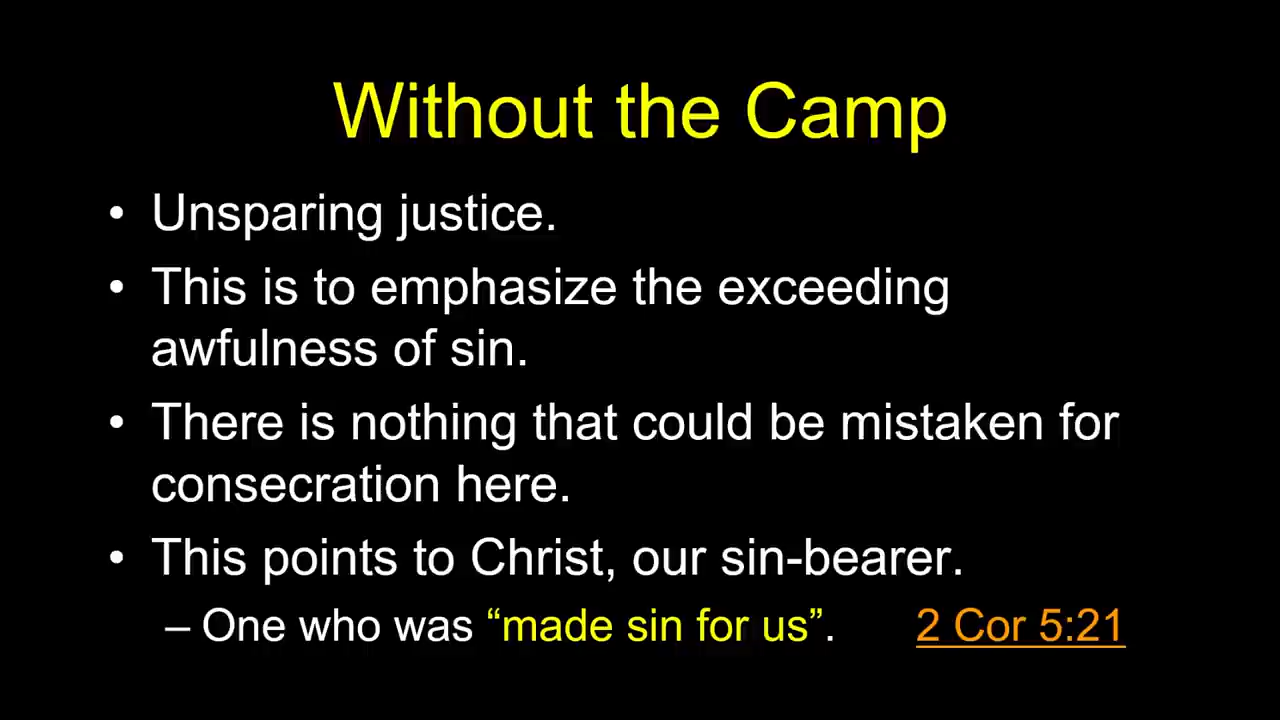 Without the Camp
• Unsparing justice.
• This is to emphasize the exceeding
awfulness of sin.
• There is nothing that could be mistaken for
consecration here.
• This points to Christ, our sin-bearer.
– One who was “made sin for us”. 2 Cor 5:21